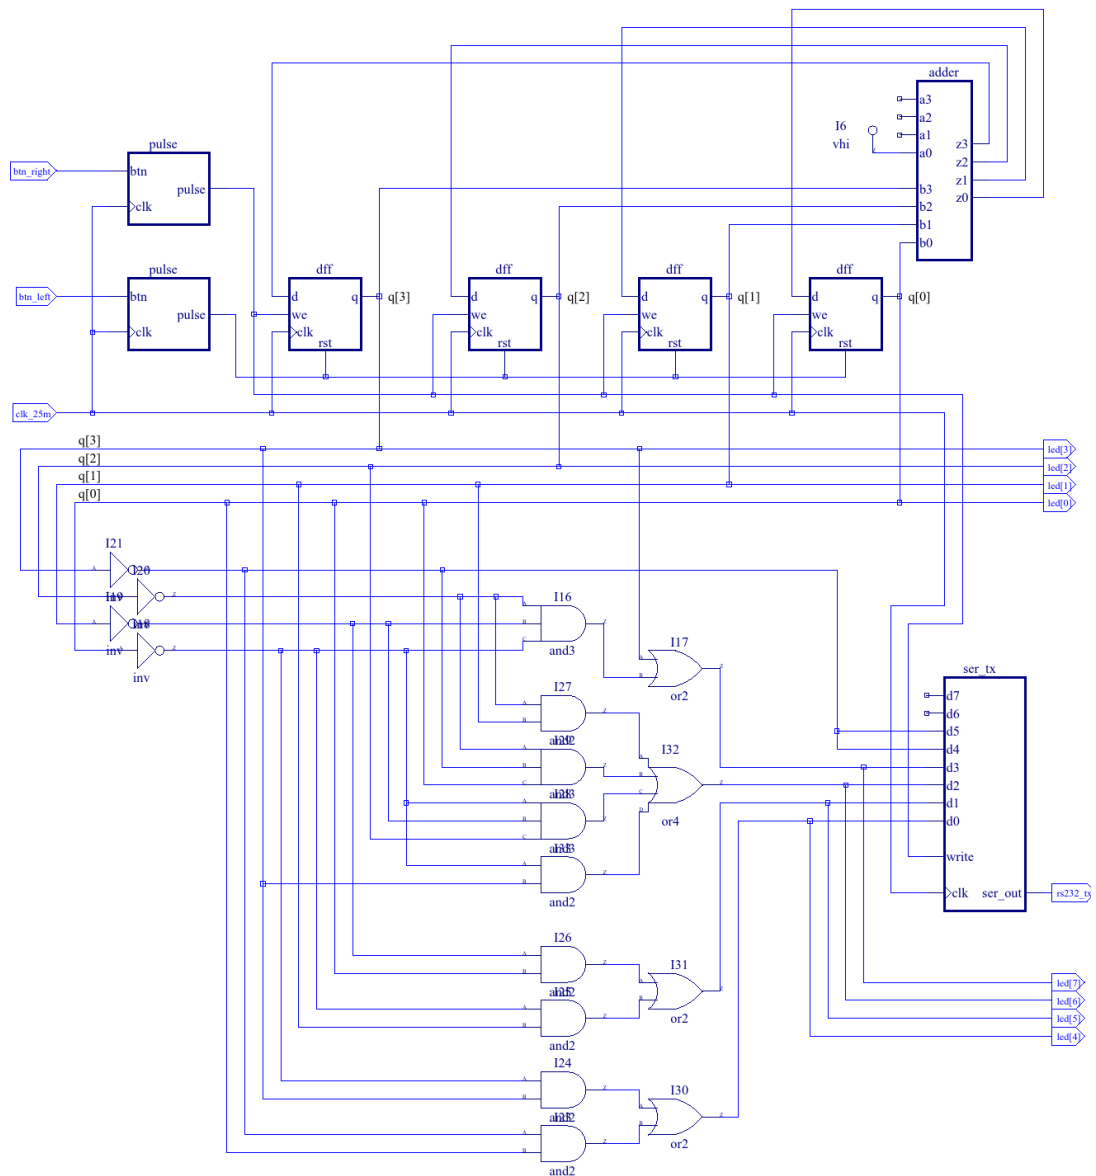 adder
a3
a2
a1
a0
z3
z2
z1
z0
b3
b2
b1
b0
I6
vhi
pulse
btn_right
btn
pulse
clk
pulse
btn_left
btn
pulse
clk
dff
d
q
we
clk
rst
q[3]
dff
d
q
we
clk
rst
q[2]
dff
d
q
we
clk
rst
q[1]
dff
d
q
we
clk
rst
q[0]
clk_25m
q[3]
q[2]
q[1]
q[0]
led[3]
led[2]
led[1]
led[0]
I21
A
I20
Z
A
Z
inv
inv
I16
A
B
C
Z
and3
I17
A
B
Z
or2
I27
A
B
Z
A
B
C
Z
A
B
C
Z
A
B
Z
and2
I32
A
B
C
D
or4
I26
A
B
Z
A
B
Z
and2
I31
A
B
Z
or2
I24
A
B
Z
A
B
Z
and2
I30
A
B
Z
or2
ser_tx
d7
d6
d5
d4
d3
d2
d1
d0
write
clk
ser_out
rs232_tx
led[7]
led[6]
led[5]
led[4]